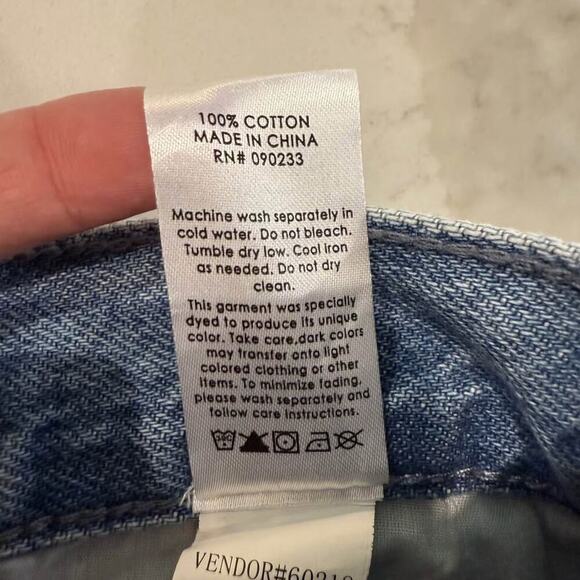 100% COTTON
MADE IN CHINA
RN# 090233
Machine wash separately in
cold water. Do not bleach.
Tumble dry low. Cool iron
as needed. Do not dry
clean.
This garment was specially
dyed to produce its unique
color. Take care,dark colors
may transfer onto light
colored clothing or other
items. To minimize fading,
please wash separately and
follow care instructions.
VENDOR#